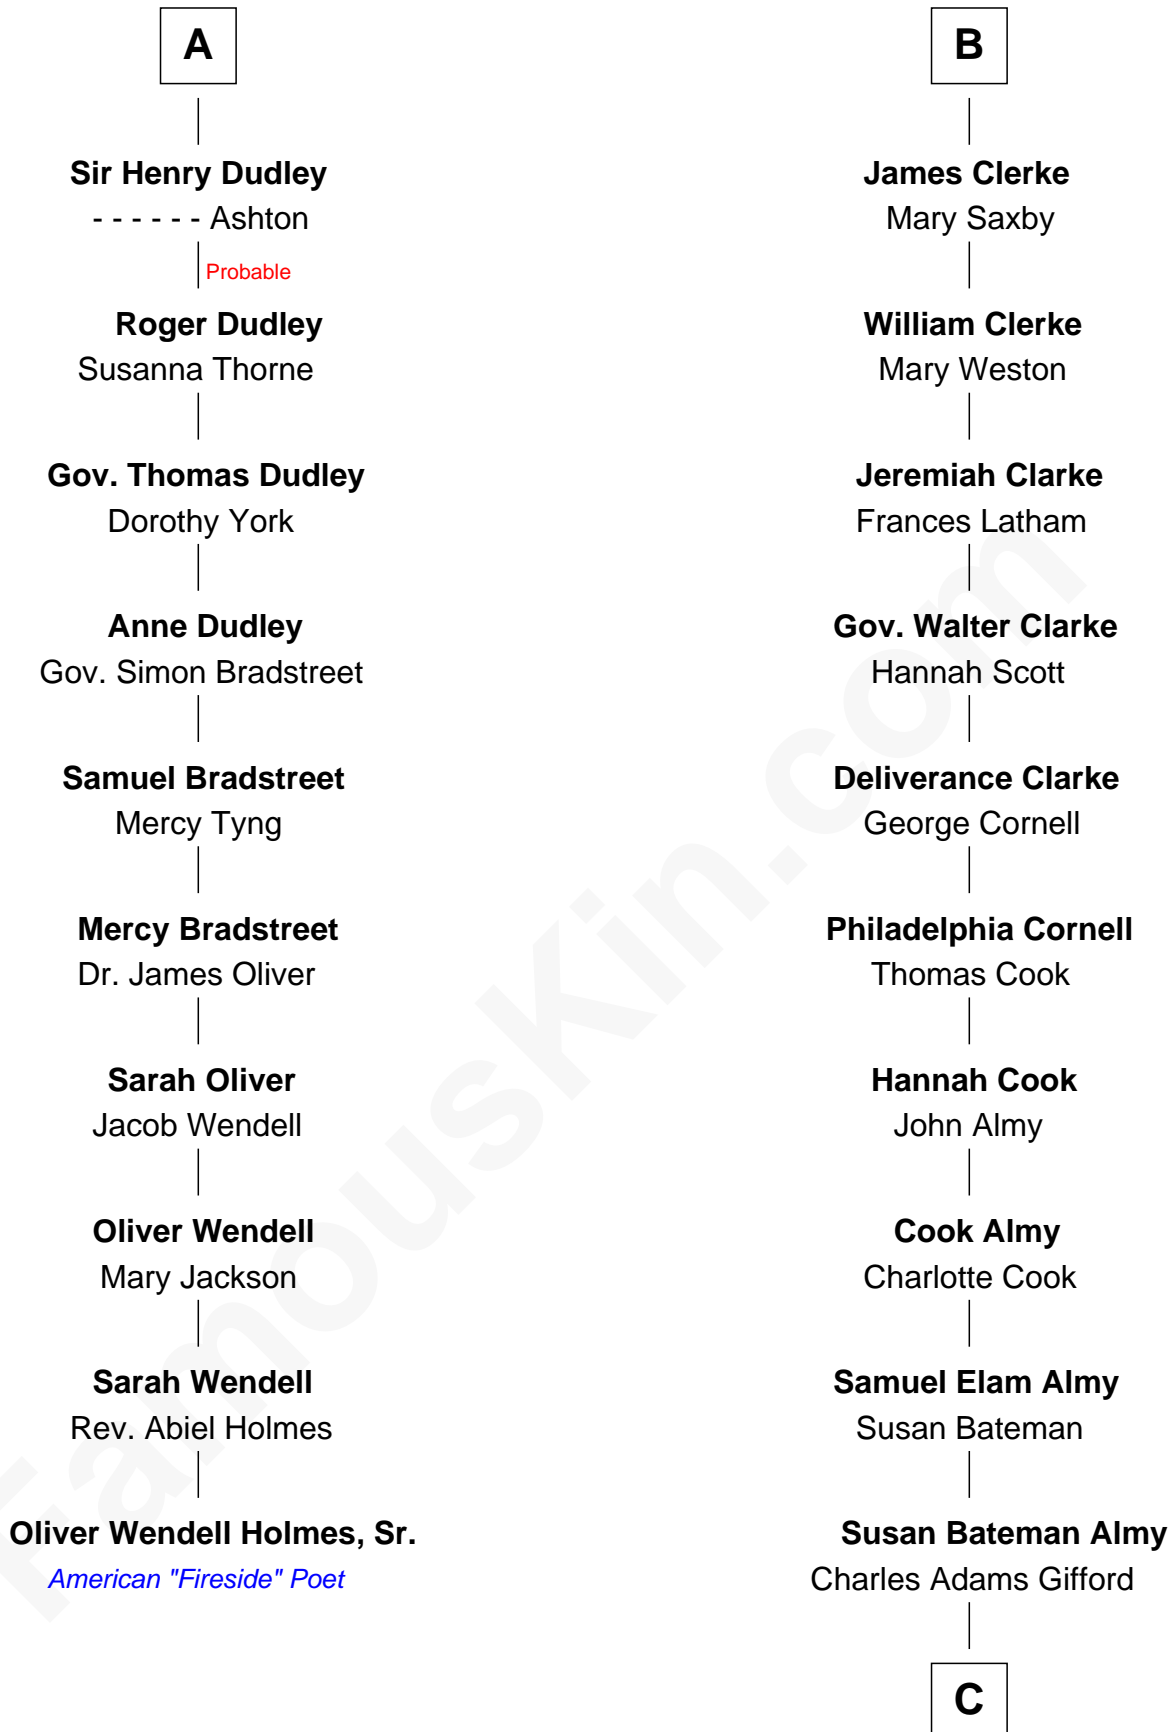 A
Sir Henry Dudley
- - - - - - Ashton
Probable
Roger Dudley
Susanna Thorne
Gov. Thomas Dudley
Dorothy York
Anne Dudley
Gov. Simon Bradstreet
Samuel Bradstreet
Mercy Tyng
Mercy Bradstreet
Dr. James Oliver
Sarah Oliver
Jacob Wendell
Oliver Wendell
Mary Jackson
Sarah Wendell
Rev. Abiel Holmes
Oliver Wendell Holmes, Sr.
American "Fireside" Poet
B
James Clerke
Mary Saxby
William Clerke
Mary Weston
Jeremiah Clarke
Frances Latham
Gov. Walter Clarke
Hannah Scott
Deliverance Clarke
George Cornell
Philadelphia Cornell
Thomas Cook
Hannah Cook
John Almy
Cook Almy
Charlotte Cook
Samuel Elam Almy
Susan Bateman
Susan Bateman Almy
Charles Adams Gifford
C
FamousKin.com